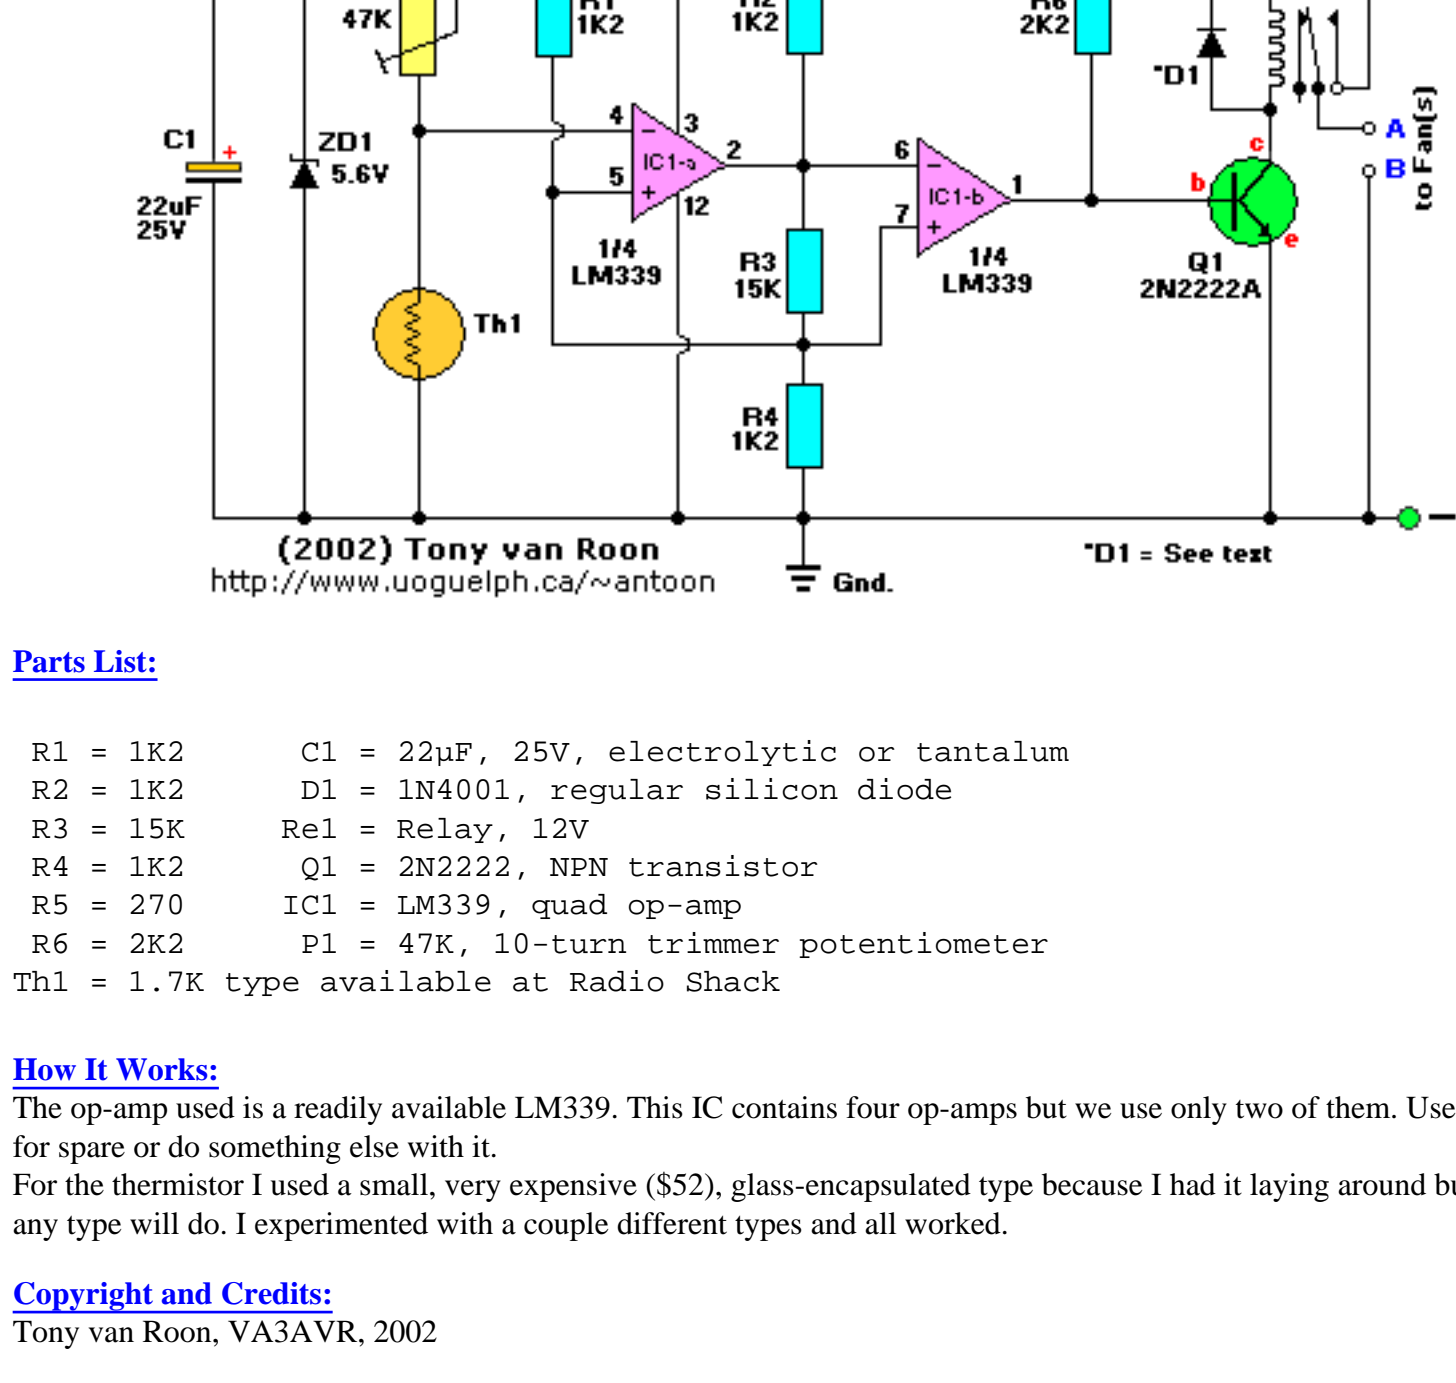 47K
R1
1K2
R2
1K2
R6
2K2
*D1
C1
+
22uF
25V
ZD1
5.6V
4
3
5
12
2
IC1-a
−
+
1/4
LM339
6
7
1
IC1-b
−
+
1/4
LM339
c
b
e
A
B
to Fan(s)
Q1
2N2222A
Th1
R3
15K
R4
1K2
−
(2002) Tony van Roon
http://www.uoguelph.ca/~antoon
Gnd.
*D1 = See text
Parts List:
R1 = 1K2 C1 = 22µF, 25V, electrolytic or tantalum
R2 = 1K2 D1 = 1N4001, regular silicon diode
R3 = 15K Re1 = Relay, 12V
R4 = 1K2 Q1 = 2N2222, NPN transistor
R5 = 270 IC1 = LM339, quad op-amp
R6 = 2K2 P1 = 47K, 10-turn trimmer potentiometer
Th1 = 1.7K type available at Radio Shack
How It Works:
The op-amp used is a readily available LM339. This IC contains four op-amps but we use only two of them. Use
for spare or do something else with it.
For the thermistor I used a small, very expensive ($52), glass-encapsulated type because I had it laying around
any type will do. I experimented with a couple different types and all worked.
Copyright and Credits:
Tony van Roon, VA3AVR, 2002